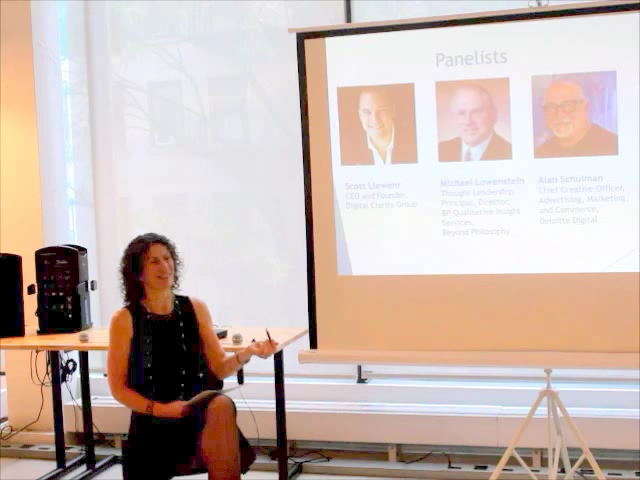 Panelists
Scott Liewehr
CEO and Founder,
Digital Clarity Group
Michael Lowenstein
Thought Leadership
Principal, Director,
BP Qualitative Insight
Services,
Beyond Philosophy
Alan Schulman
Chief Creative Officer,
Advertising, Marketing,
and Commerce,
Deloitte Digital